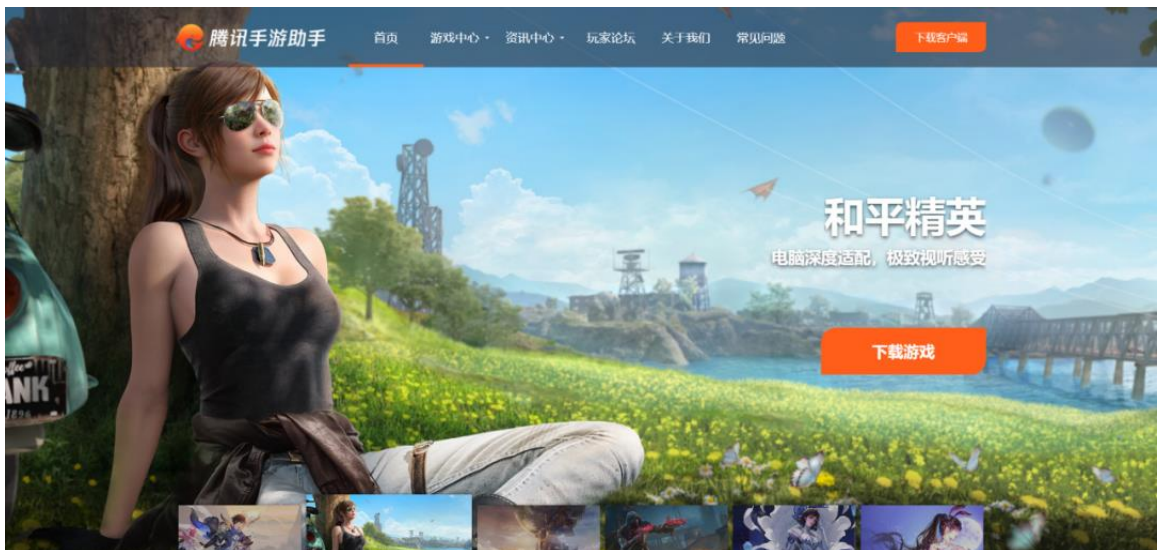 腾讯手游助手
首页
游戏中心
资讯中心
玩家论坛
关于我们
常见问题
下载客户端
和平精英
电脑深度适配，极致视听感受
下载游戏
ANK
1896